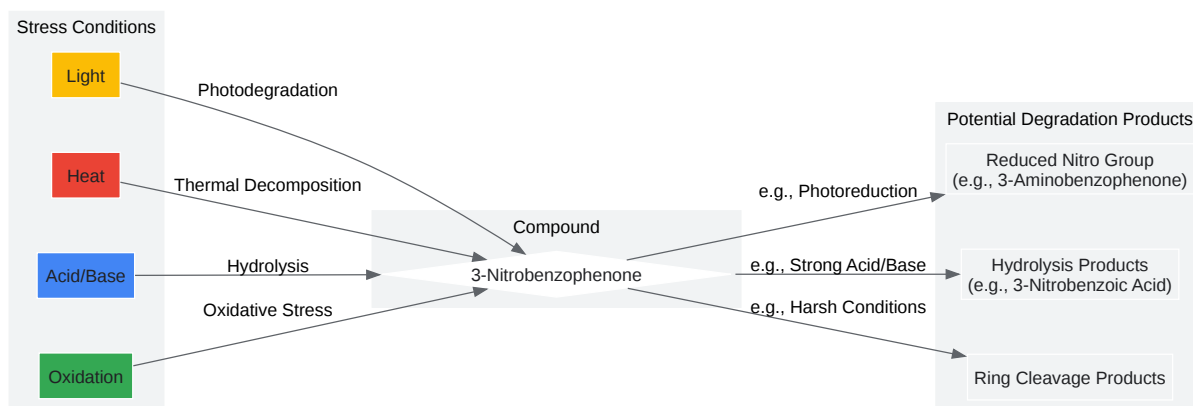 Stress Conditions
Light
Heat
Acid/Base
Oxidation
Photodegradation
Thermal Decomposition
Hydrolysis
Oxidative Stress
Compound
3-Nitrobenzophenone
e.g., Photoreduction
e.g., Strong Acid/Base
e.g., Harsh Conditions
Potential Degradation Products
Reduced Nitro Group
(e.g., 3-Aminobenzophenone)
Hydrolysis Products
(e.g., 3-Nitrobenzoic Acid)
Ring Cleavage Products